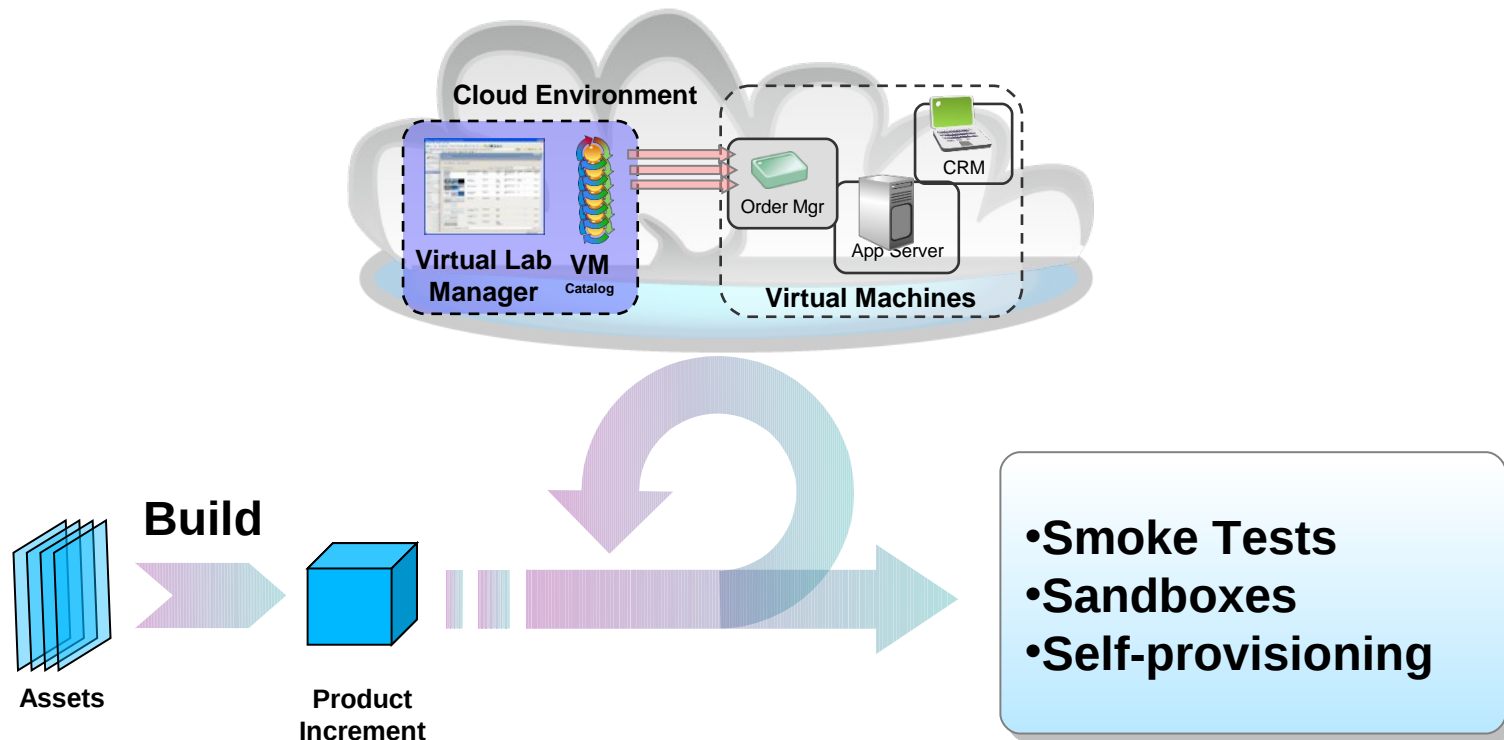 Cloud Environment
CRM
Order Mgr
App Server
Virtual Lab
Manager
VM
Catalog
Virtual Machines
Build
Assets
Product
Increment
•Smoke Tests
•Sandboxes
•Self-provisioning